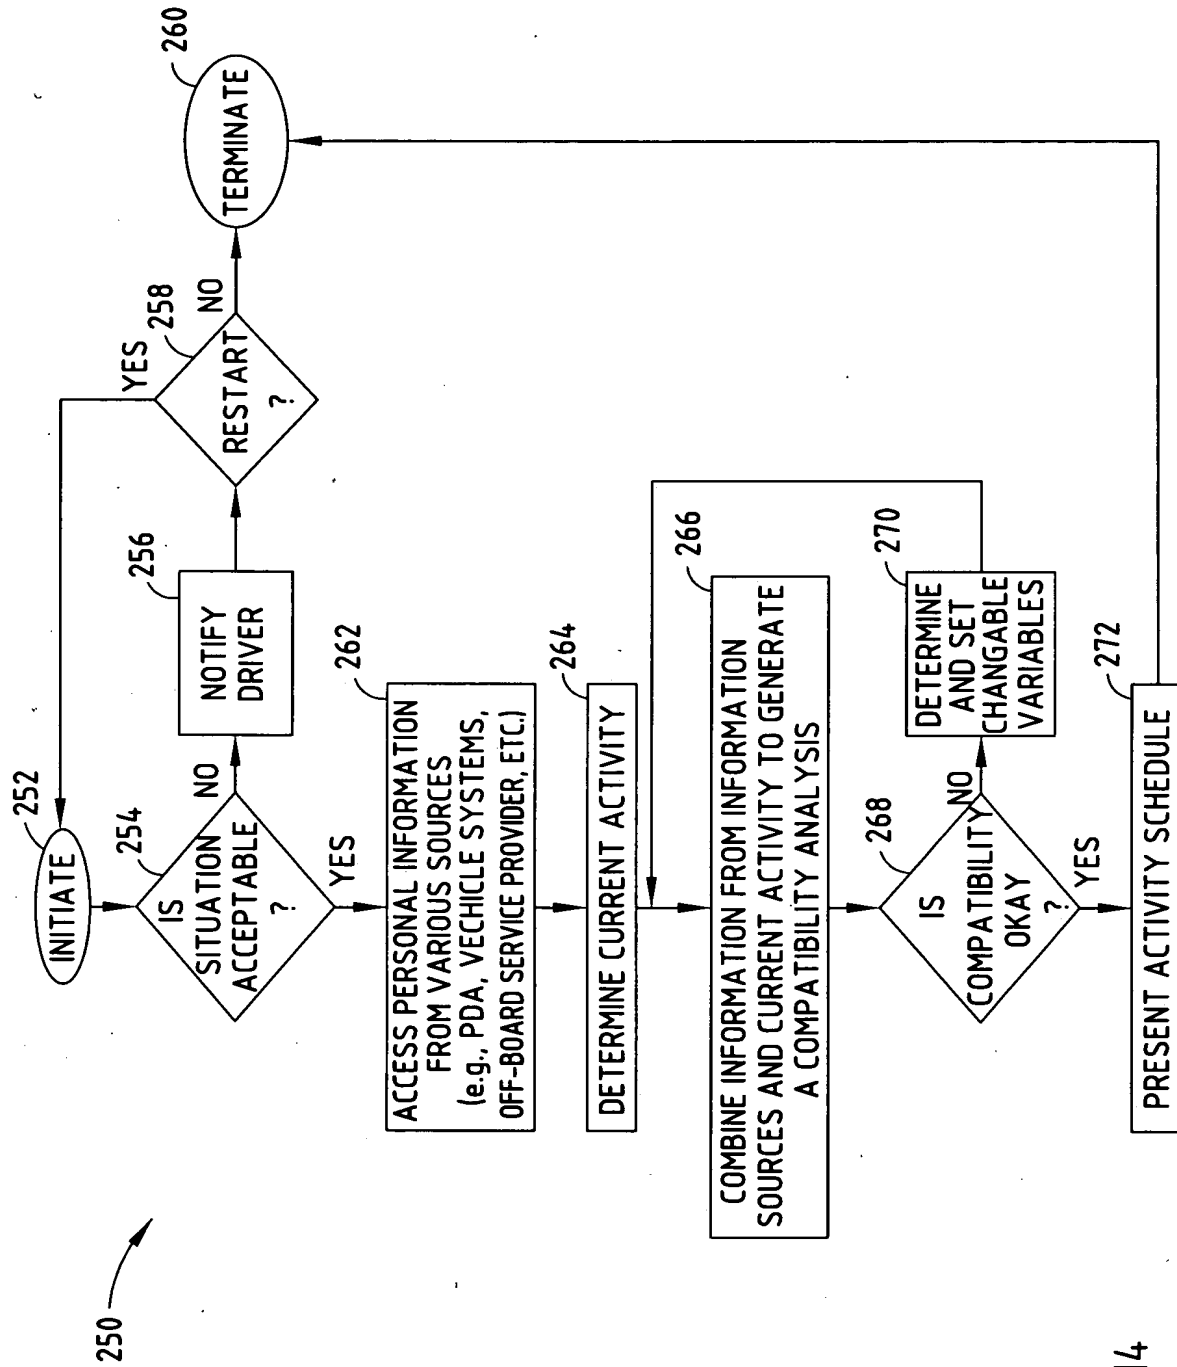 250
INITIATE
252
IS
SITUATION
ACCEPTABLE
?
254
NO
YES
NOTIFY
DRIVER
256
RESTART
?
258
YES
NO
TERMINATE
260
ACCESS PERSONAL INFORMATION
FROM VARIOUS SOURCES
(e.g., PDA, VECHICLE SYSTEMS,
OFF-BOARD SERVICE PROVIDER, ETC.)
262
DETERMINE CURRENT ACTIVITY
264
COMBINE INFORMATION FROM INFORMATION
SOURCES AND CURRENT ACTIVITY TO GENERATE
A COMPATIBILITY ANALYSIS
266
IS
COMPATIBILITY
OKAY
?
268
NO
YES
DETERMINE
AND SET
CHANGABLE
VARIABLES
270
PRESENT ACTIVITY SCHEDULE
272